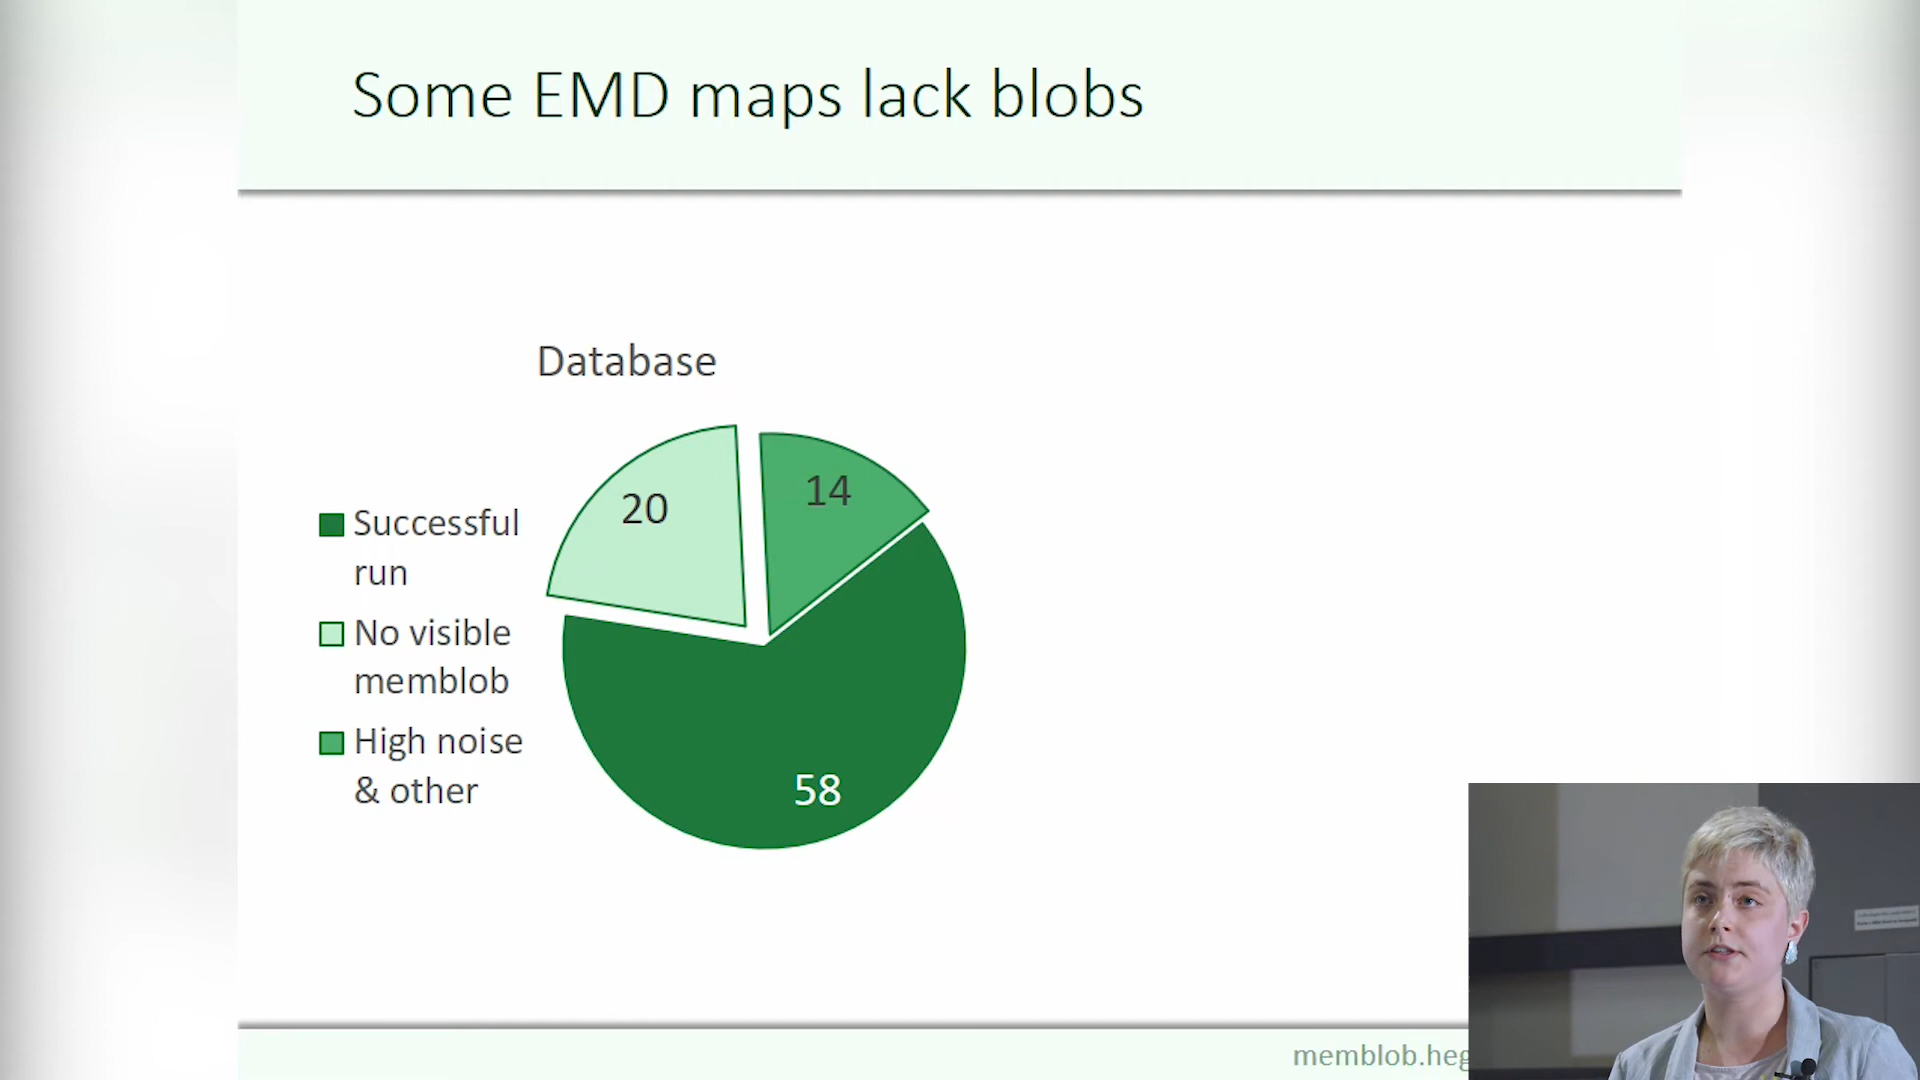 Some EMD maps lack blobs
Database
20
14
Successful
run
No visible
memblob
High noise
& other
58
memblob.heg